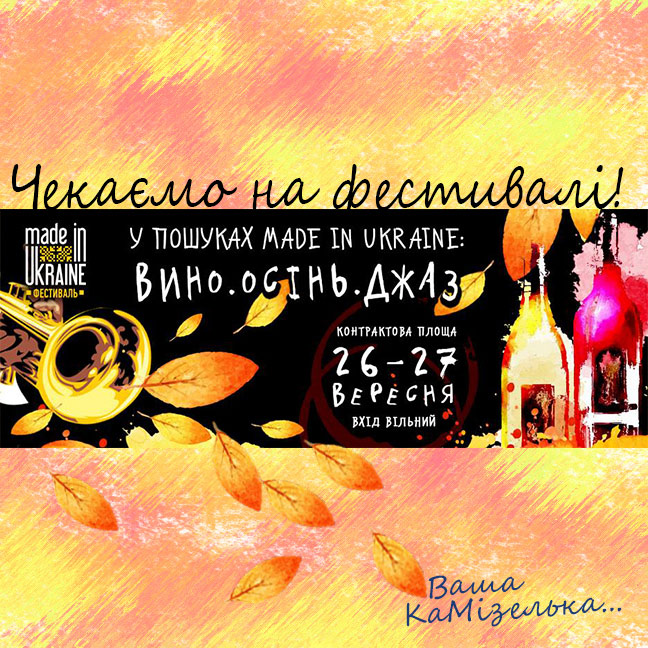 Чекаємо на фестивалі!
made in
UKRAINE
ФЕСТИВАЛЬ
У ПОШУКАХ MADE IN UKRAINE:
ВИНО.ОСІНЬ.ДЖАЗ
КОНТРАКТОВА ПЛОЩА
26-27
ВЕРЕСНЯ
ВХІД ВІЛЬНИЙ
Ваша
КаМізелька...